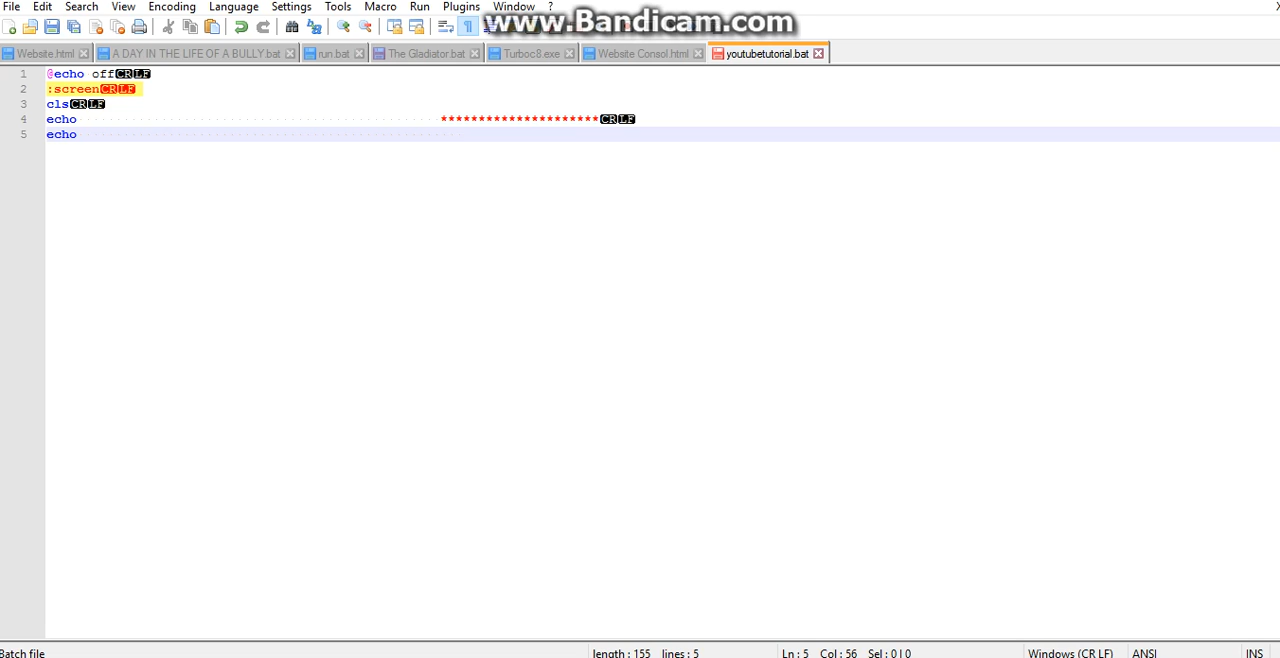 File Edit Search View Encoding Language Settings Tools Macro Run Plugins Window ? X
www.Bandicam.com
Website.html A DAY IN THE LIFE OF A BULLY.bat run.bat The Gladiator.bat Turboc8.exe Website Consol.html youtubetutorial.bat
1 @echo offCRLF
2 :screenCRLF
3 clsCRLF
4 echo *********************CRLF
5 echo
Batch file length : 155 lines : 5 Ln : 5 Col : 56 Sel : 0 | 0 Windows (CR LF) ANSI INS